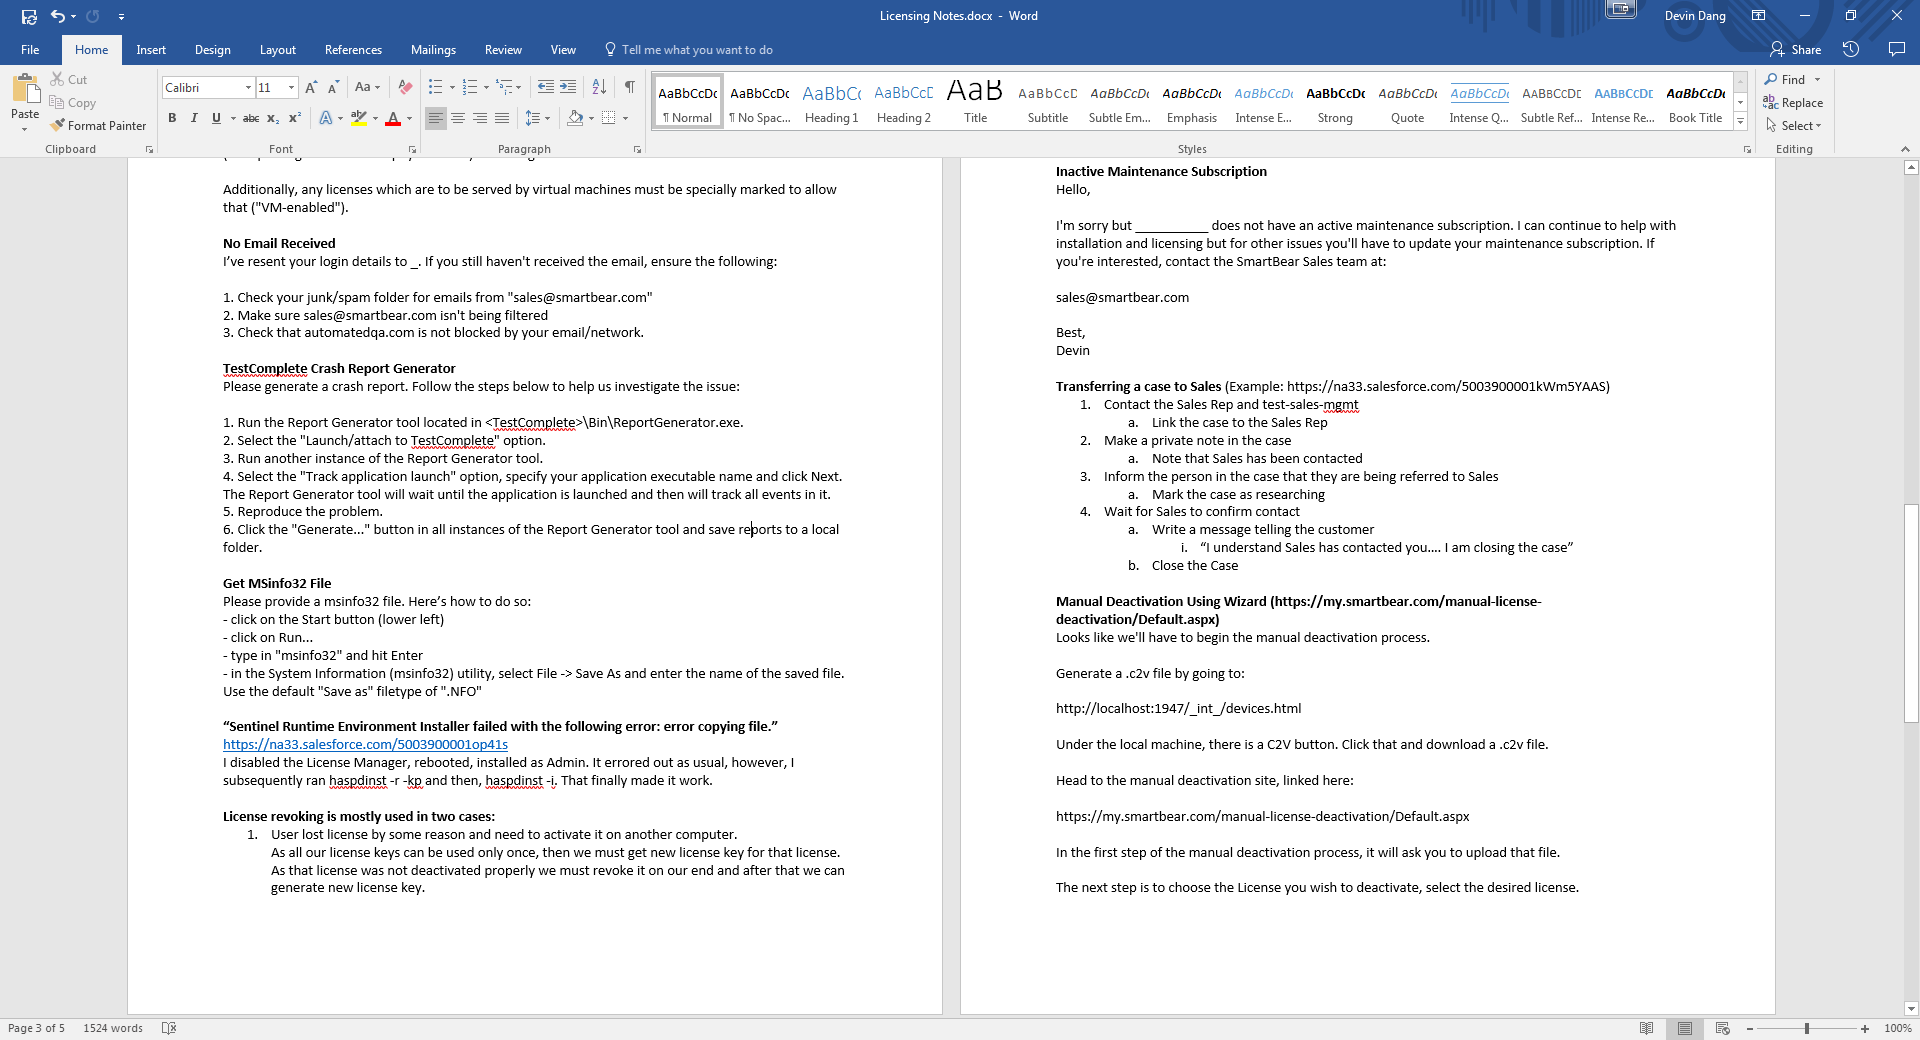 Licensing Notes.docx - Word
Devin Dang
File Home Insert Design Layout References Mailings Review View Tell me what you want to do
Share
Paste
Cut
Copy
Format Painter
Clipboard
Calibri 11
Aa
B I U abc x₂ x²
A A
Font
Paragraph
AaBbCcDc AaBbCcDc AaBbC AaBbCcD AaB AaBbCcD AaBbCcDc AaBbCcDc AaBbCcDc AaBbCcDc AaBbCcDc AaBbCcDc AaBbCcDc AaBbCcDc AaBbCcDc
¶ Normal ¶ No Spac... Heading 1 Heading 2 Title Subtitle Subtle Em... Emphasis Intense E... Strong Quote Intense Q... Subtle Ref... Intense Re... Book Title
Styles
Find
Replace
Select
Editing
Additionally, any licenses which are to be served by virtual machines must be specially marked to allow
that ("VM-enabled").
No Email Received
I’ve resent your login details to _. If you still haven't received the email, ensure the following:
1. Check your junk/spam folder for emails from "sales@smartbear.com"
2. Make sure sales@smartbear.com isn't being filtered
3. Check that automatedqa.com is not blocked by your email/network.
TestComplete Crash Report Generator
Please generate a crash report. Follow the steps below to help us investigate the issue:
1. Run the Report Generator tool located in <TestComplete>\Bin\ReportGenerator.exe.
2. Select the "Launch/attach to TestComplete" option.
3. Run another instance of the Report Generator tool.
4. Select the "Track application launch" option, specify your application executable name and click Next.
The Report Generator tool will wait until the application is launched and then will track all events in it.
5. Reproduce the problem.
6. Click the "Generate..." button in all instances of the Report Generator tool and save reports to a local
folder.
Get MSinfo32 File
Please provide a msinfo32 file. Here’s how to do so:
- click on the Start button (lower left)
- click on Run...
- type in "msinfo32" and hit Enter
- in the System Information (msinfo32) utility, select File -> Save As and enter the name of the saved file.
Use the default "Save as" filetype of ".NFO"
“Sentinel Runtime Environment Installer failed with the following error: error copying file.”
https://na33.salesforce.com/5003900001op41s
I disabled the License Manager, rebooted, installed as Admin. It errored out as usual, however, I
subsequently ran haspdinst -r -kp and then, haspdinst -i. That finally made it work.
License revoking is mostly used in two cases:
1. User lost license by some reason and need to activate it on another computer.
As all our license keys can be used only once, then we must get new license key for that license.
As that license was not deactivated properly we must revoke it on our end and after that we can
generate new license key.
Inactive Maintenance Subscription
Hello,
I'm sorry but __________ does not have an active maintenance subscription. I can continue to help with
installation and licensing but for other issues you'll have to update your maintenance subscription. If
you're interested, contact the SmartBear Sales team at:
sales@smartbear.com
Best,
Devin
Transferring a case to Sales (Example: https://na33.salesforce.com/5003900001kWm5YAAS)
1. Contact the Sales Rep and test-sales-mgmt
a. Link the case to the Sales Rep
2. Make a private note in the case
a. Note that Sales has been contacted
3. Inform the person in the case that they are being referred to Sales
a. Mark the case as researching
4. Wait for Sales to confirm contact
a. Write a message telling the customer
i. “I understand Sales has contacted you.... I am closing the case”
b. Close the Case
Manual Deactivation Using Wizard (https://my.smartbear.com/manual-license-
deactivation/Default.aspx)
Looks like we'll have to begin the manual deactivation process.
Generate a .c2v file by going to:
http://localhost:1947/_int_/devices.html
Under the local machine, there is a C2V button. Click that and download a .c2v file.
Head to the manual deactivation site, linked here:
https://my.smartbear.com/manual-license-deactivation/Default.aspx
In the first step of the manual deactivation process, it will ask you to upload that file.
The next step is to choose the License you wish to deactivate, select the desired license.
Page 3 of 5 1524 words
100%